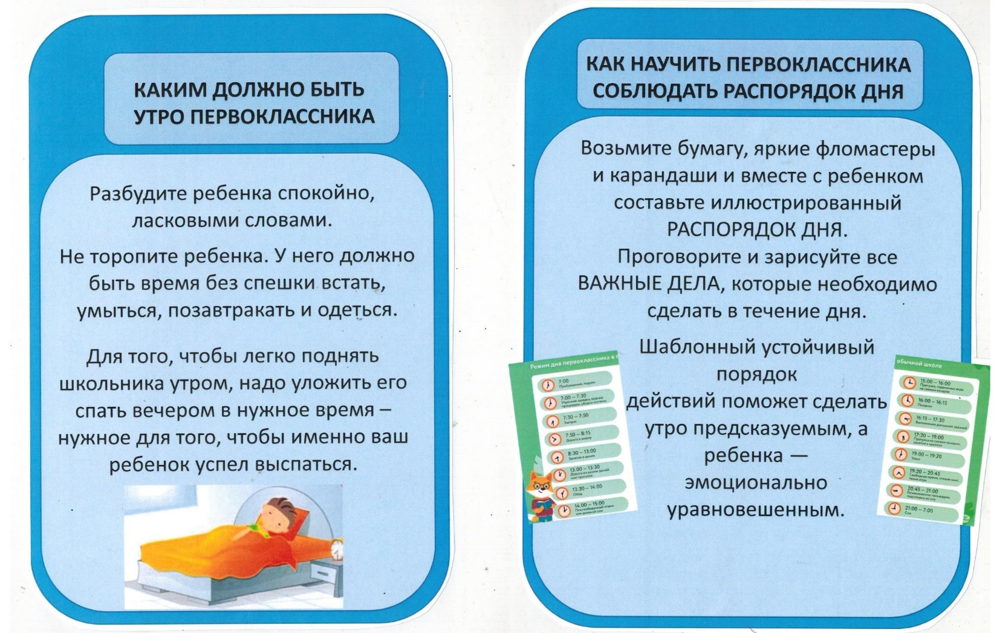 КАКИМ ДОЛЖНО БЫТЬ
УТРО ПЕРВОКЛАССНИКА
Разбудите ребенка спокойно,
ласковыми словами.
Не торопите ребенка. У него должно
быть время без спешки встать,
умыться, позавтракать и одеться.
Для того, чтобы легко поднять
школьника утром, надо уложить его
спать вечером в нужное время –
нужное для того, чтобы именно ваш
ребенок успел выспаться.
КАК НАУЧИТЬ ПЕРВОКЛАССНИКА
СОБЛЮДАТЬ РАСПОРЯДОК ДНЯ
Возьмите бумагу, яркие фломастеры
и карандаши и вместе с ребенком
составьте иллюстрированный
РАСПОРЯДОК ДНЯ.
Проговорите и зарисуйте все
ВАЖНЫЕ ДЕЛА, которые необходимо
сделать в течение дня.
Шаблонный устойчивый
порядок
действий поможет сделать
утро предсказуемым, а
ребенка —
эмоционально
уравновешенным.
Режим дня первоклассника в о
7:00
Пробуждение, подъём
7:00 – 7:30
Утренняя зарядка, водные
процедуры, уборка постели
7:30 – 7:50
Завтрак
7:50 – 8:15
Дорога в школу
8:30 – 13:00
Занятия в школе
13:00 – 13:30
Дорога из школы домой
или прогулка
13:30 – 14:00
Обед
14:00 – 15:00
Послеобеденный отдых
или дневной сон
обычной школе
15:00 – 16:00
Прогулка, подвижные игры
на свежем воздухе
16:00 – 16:15
Полдник
16:15 – 17:30
Выполнение домашних заданий
17:30 – 19:00
Прогулка на свежем воздухе,
занятия в кружках
19:00 – 19:20
Ужин
19:20 – 20:45
Свободное время, чтение книг,
тихие игры
20:45 – 21:00
Гигиенические процедуры,
подготовка ко сну
21:00 – 7:00
Сон